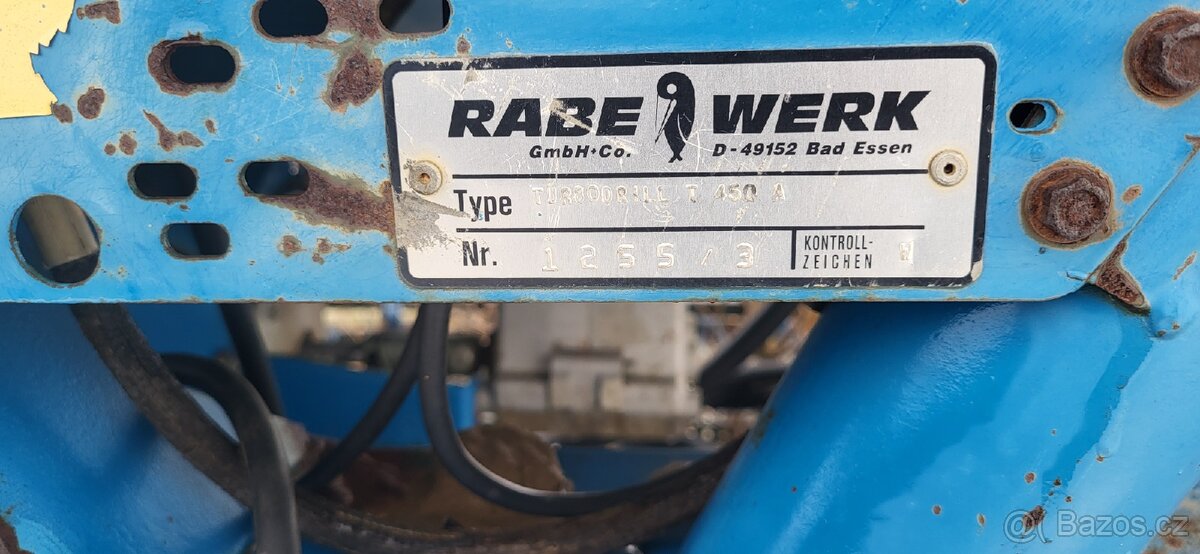 RABE WERK
GmbH+Co. D-49152 Bad Essen
Type TURBODRILL T 450 A
Nr. 1255/3 KONTROLL-
ZEICHEN
Bazos.cz